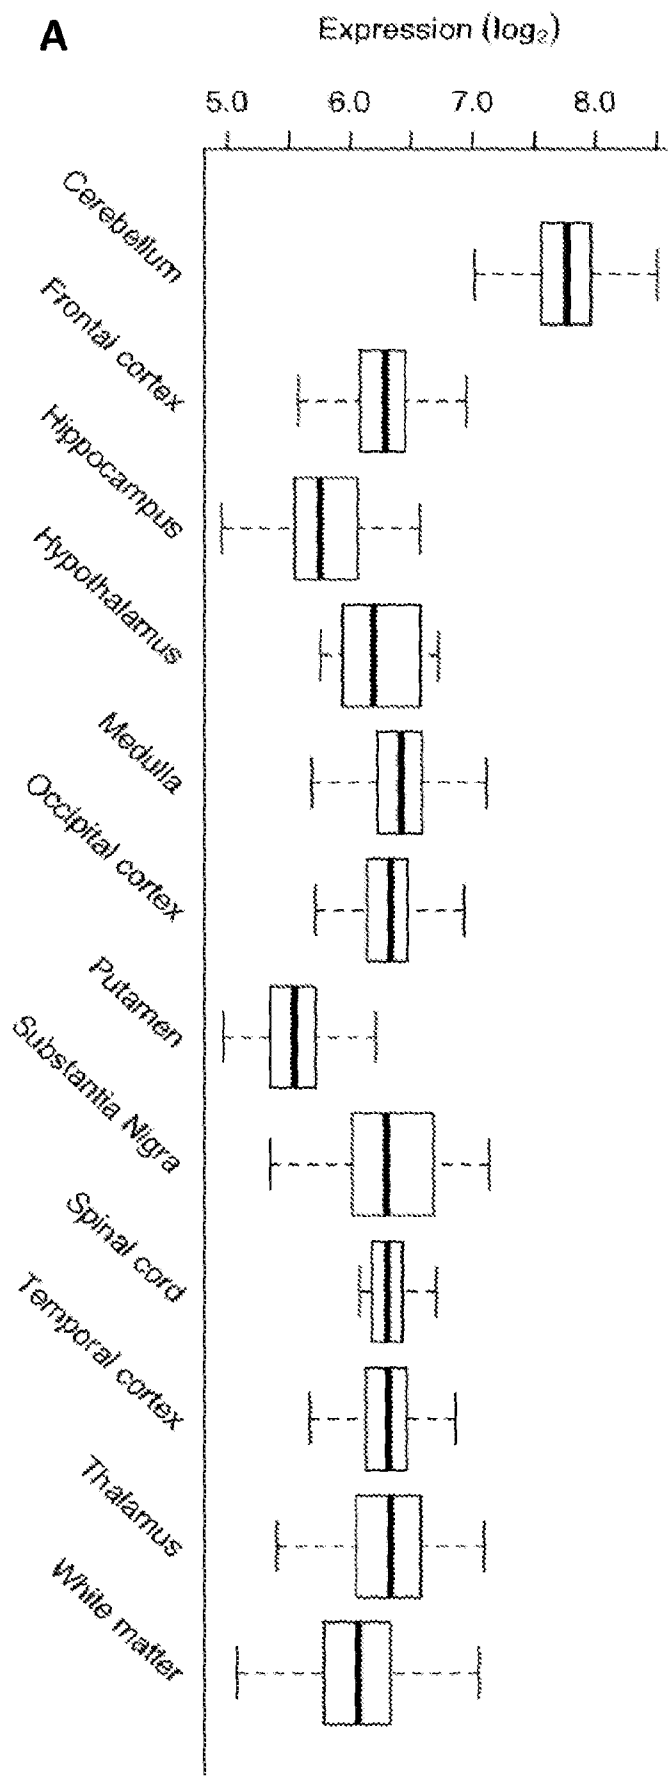 A
Expression (log₂)
5.0 6.0 7.0 8.0
Cerebellum
Frontal cortex
Hippocampus
Hypothalamus
Medulla
Occipital cortex
Putamen
Substantia Nigra
Spinal cord
Temporal cortex
Thalamus
White matter